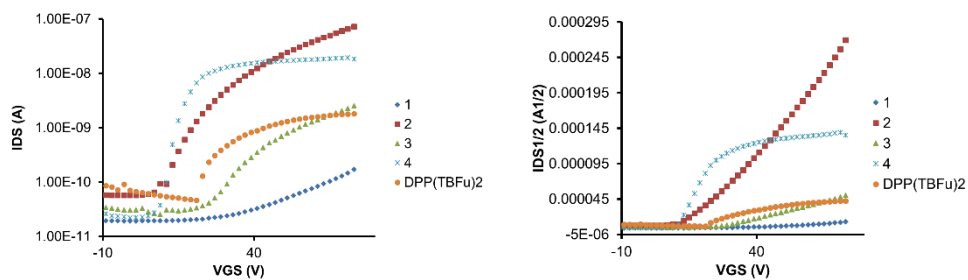 1.00E-07
1.00E-08
1.00E-09
1.00E-10
1.00E-11
IDS (A)
-10
40
VGS (V)
1
2
3
4
DPP(TBFu)2
0.000295
0.000245
0.000195
0.000145
0.000095
0.000045
-5E-06
IDS1/2 (A1/2)
-10
40
VGS (V)
1
2
3
4
DPP(TBFu)2